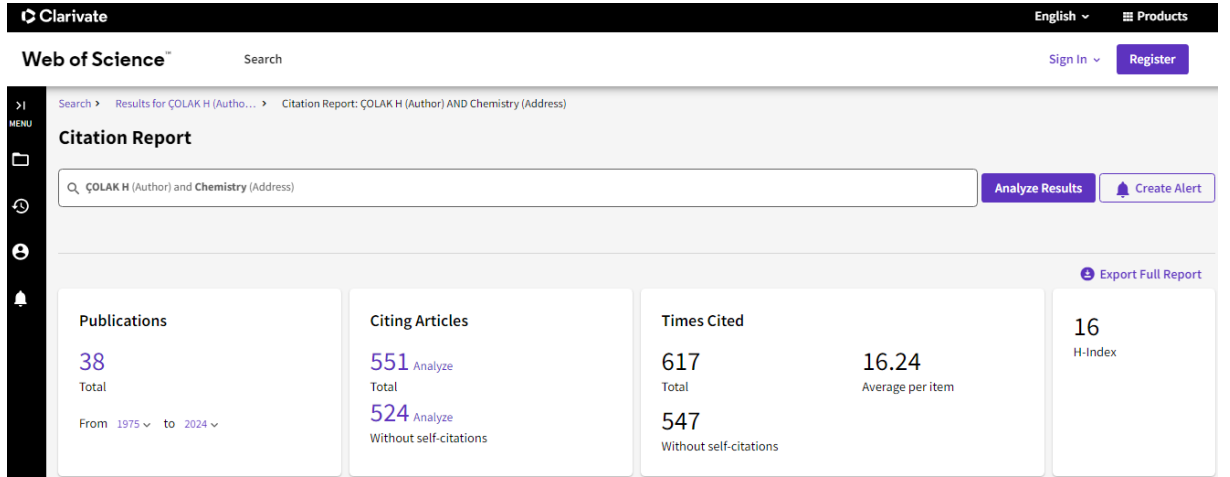 Clarivate
English
Products
Web of Science™
Search
Sign In
Register
MENU
Search > Results for ÇOLAK H (Autho... > Citation Report: ÇOLAK H (Author) AND Chemistry (Address)
Citation Report
ÇOLAK H (Author) and Chemistry (Address)
Analyze Results
Create Alert
Export Full Report
Publications
38
Total
From 1975 to 2024
Citing Articles
551 Analyze
Total
524 Analyze
Without self-citations
Times Cited
617
Total
547
Without self-citations
16.24
Average per item
16
H-Index